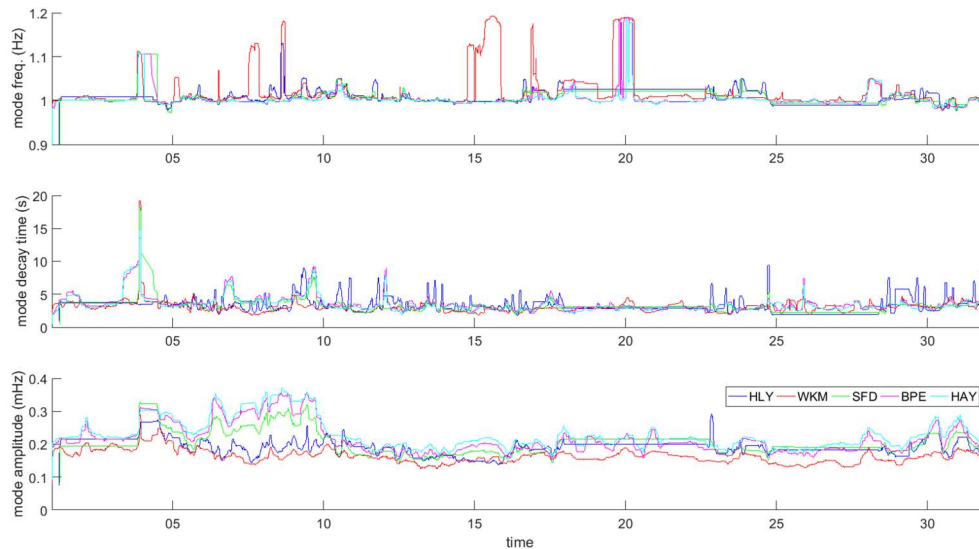 1.2
1.1
1
0.9
mode freq. (Hz)
05 10 15 20 25 30
20
15
10
5
0
mode decay time (s)
05 10 15 20 25 30
0.4
0.3
0.2
0.1
0
mode amplitude (mHz)
HLY WKM SFD BPE HAY
05 10 15 20 25 30
time